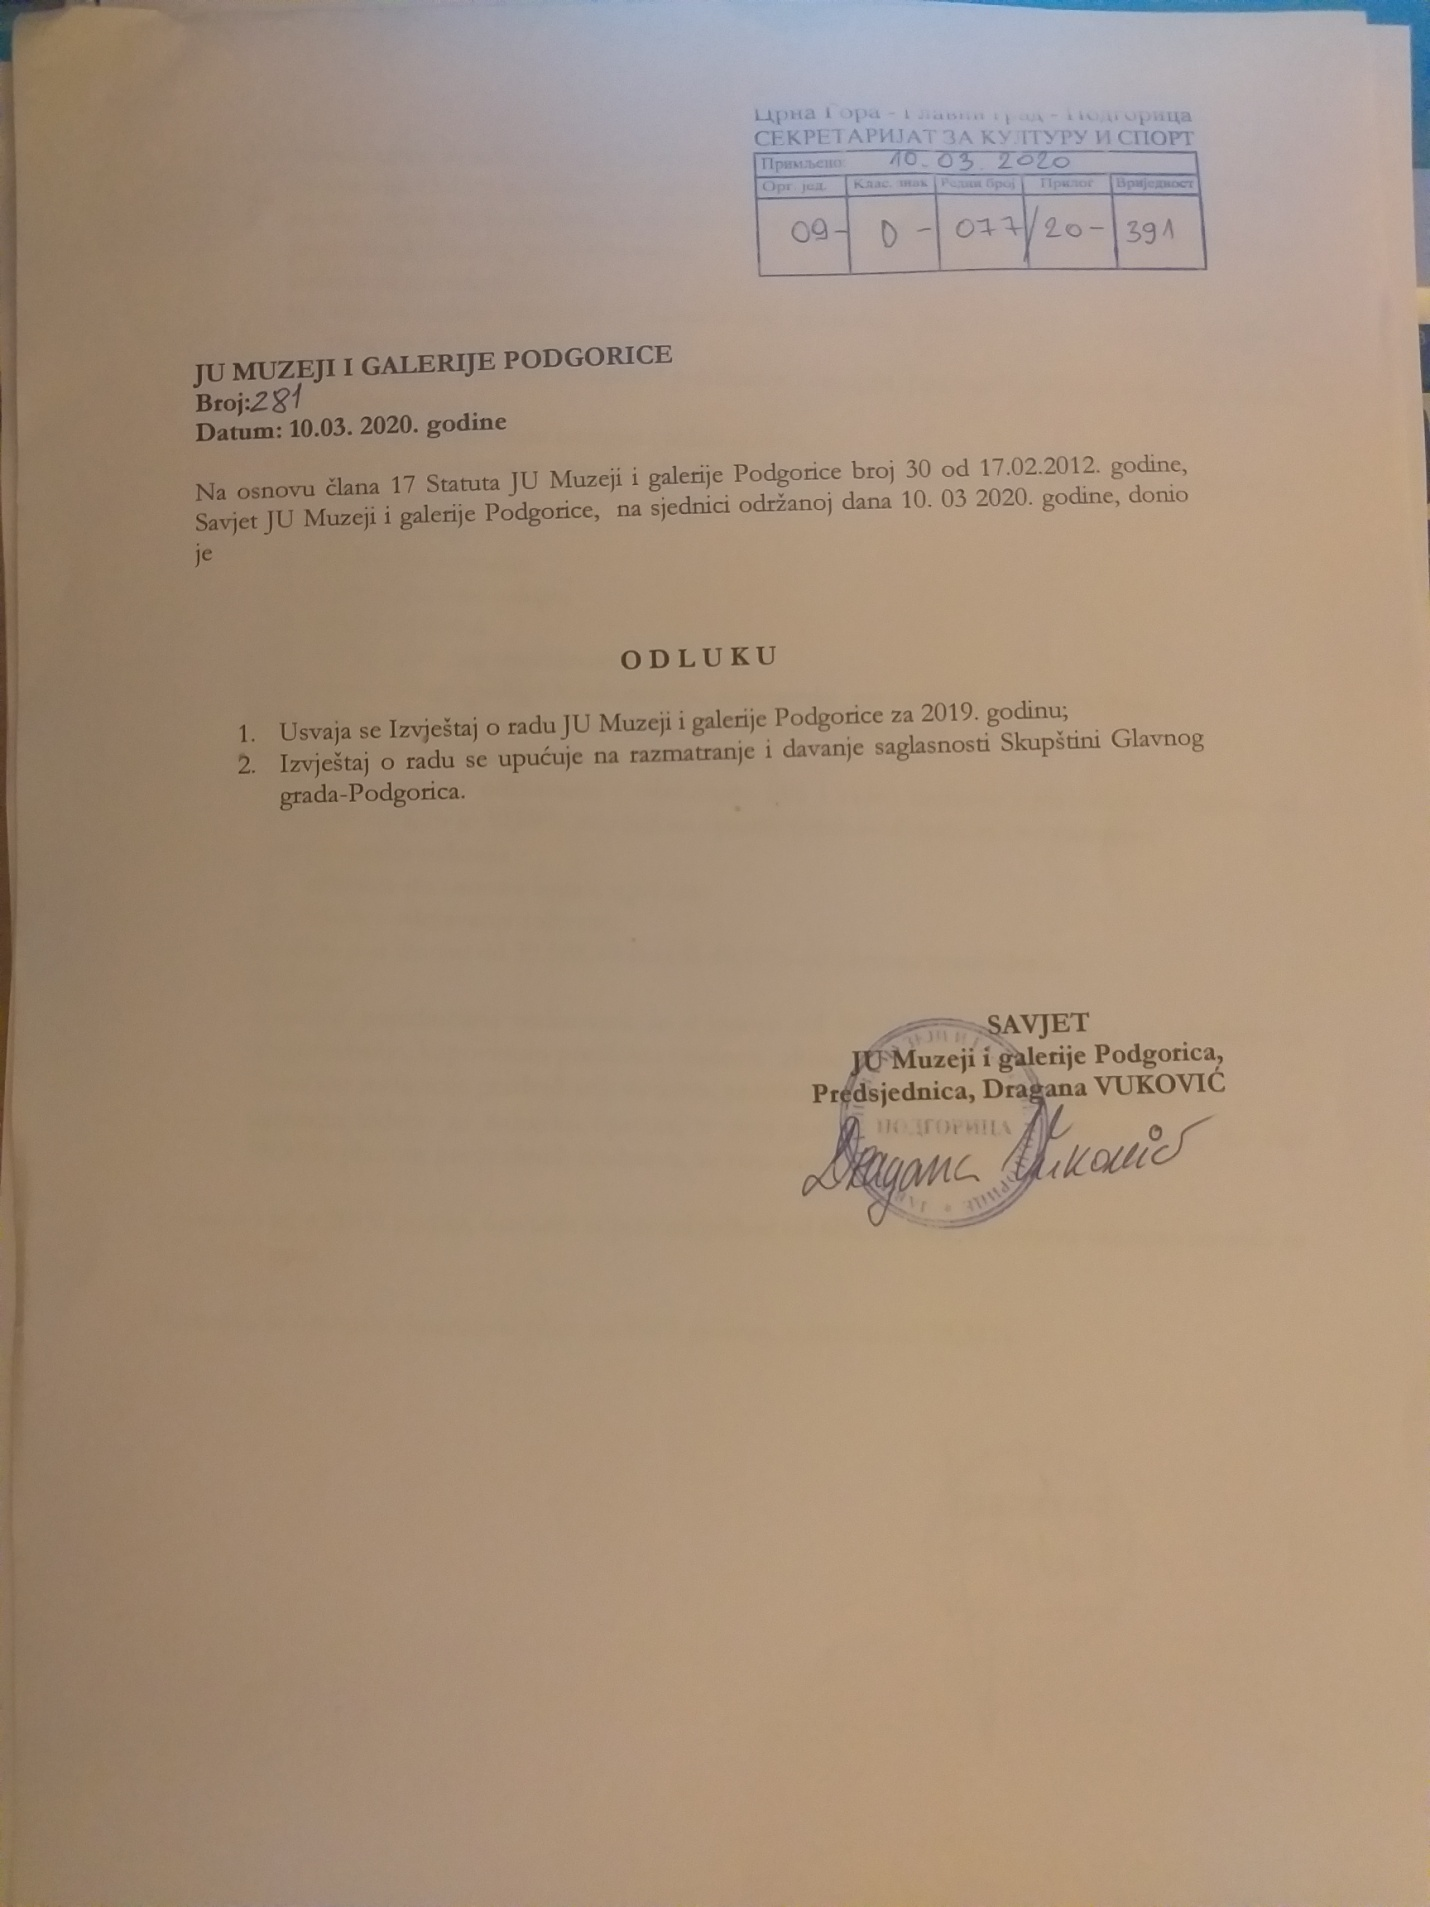 Црна Гора - Главни град - Подгорица
СЕКРЕТАРИЈАТ ЗА КУЛТУРУ И СПОРТ
Примљено: 10.03.2020
Орг. јед. Клас. знак Редни број Прилог Вриједност
09- D - 077/20- 391
JU MUZEJI I GALERIJE PODGORICE
Broj:281
Datum: 10.03. 2020. godine
Na osnovu člana 17 Statuta JU Muzeji i galerije Podgorice broj 30 od 17.02.2012. godine,
Savjet JU Muzeji i galerije Podgorice, na sjednici održanoj dana 10. 03 2020. godine, donio
je
O D L U K U
1. Usvaja se Izvještaj o radu JU Muzeji i galerije Podgorice za 2019. godinu;
2. Izvještaj o radu se upućuje na razmatranje i davanje saglasnosti Skupštini Glavnog
grada-Podgorica.
SAVJET
JU Muzeji i galerije Podgorica,
Predsjednica, Dragana VUKOVIĆ
ПОДГОРИЦА
Dragana Vuković